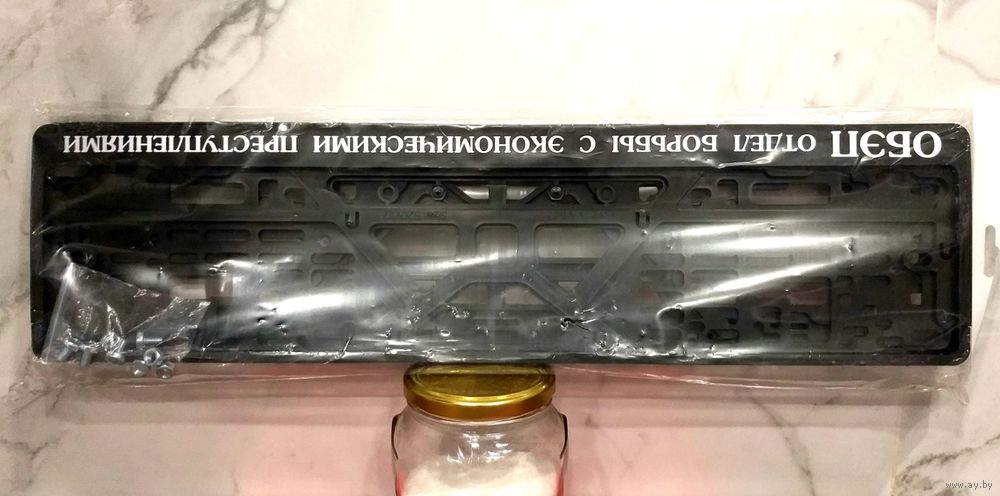 ОБЭП ОТДЕЛ БОРЬБЫ С ЭКОНОМИЧЕСКИМИ ПРЕСТУПЛЕНИЯМИ
www.ay.by